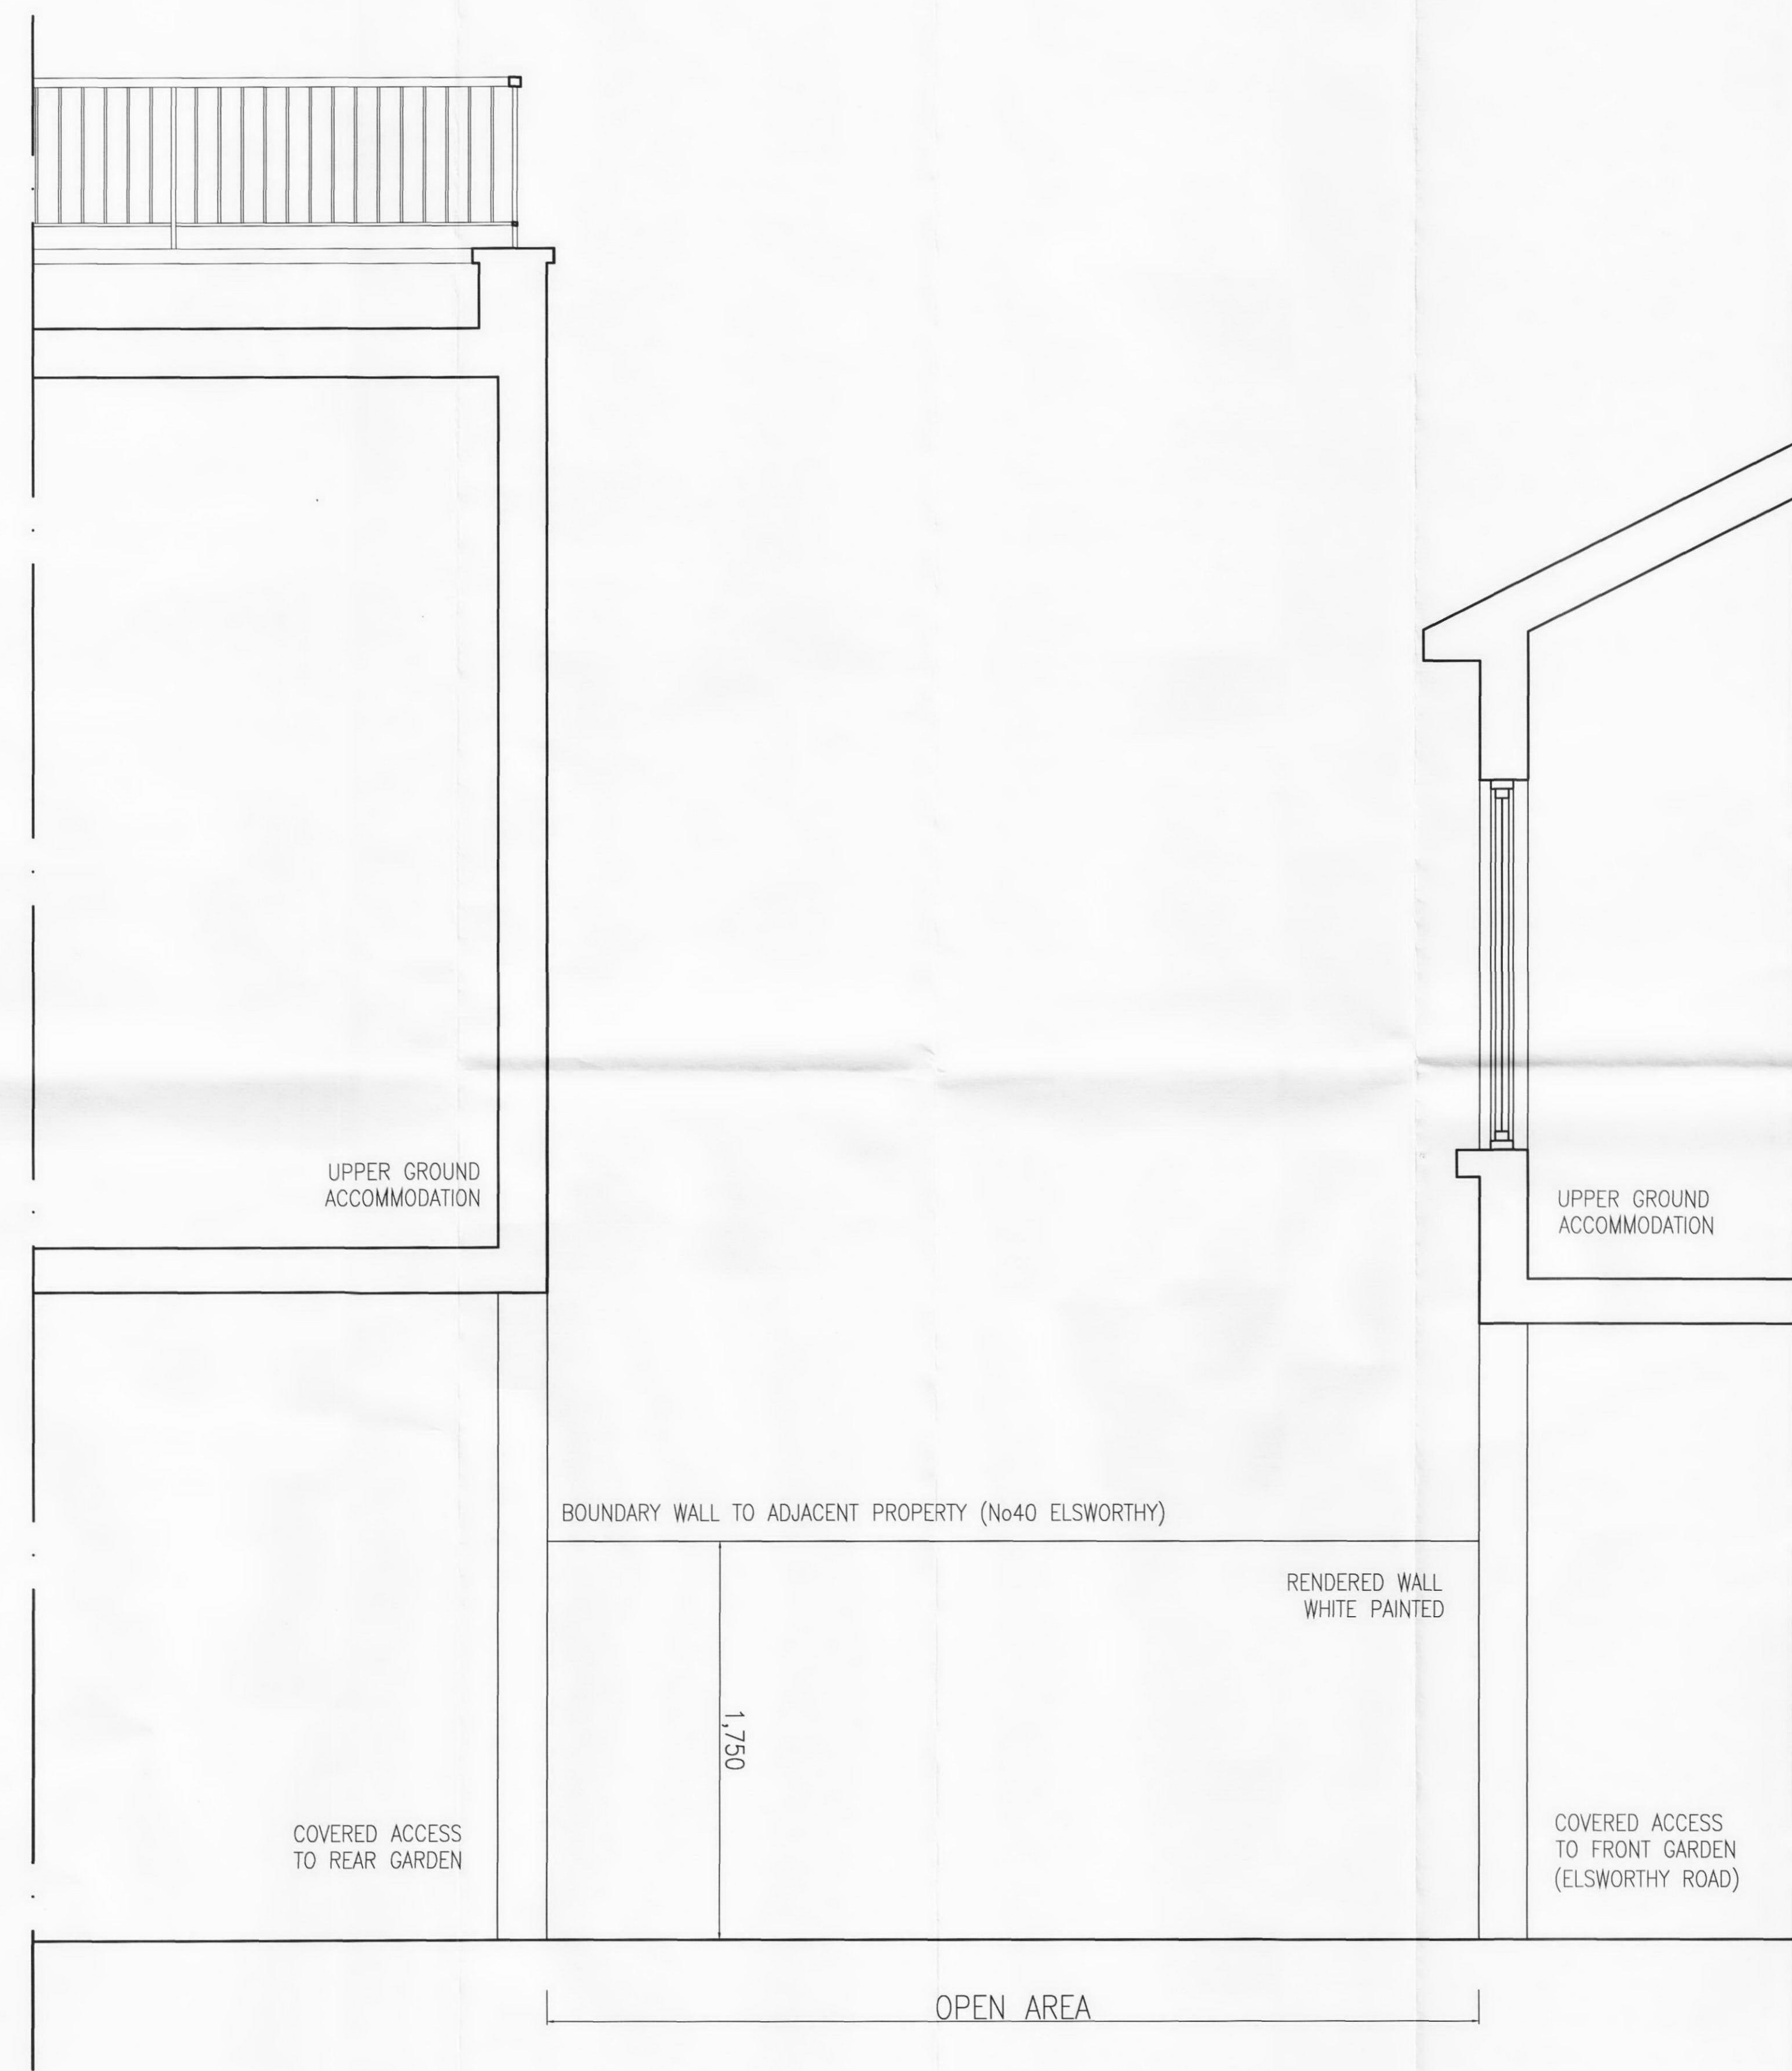 UPPER GROUND
ACCOMMODATION
UPPER GROUND
ACCOMMODATION
BOUNDARY WALL TO ADJACENT PROPERTY (No40 ELSWORTHY)
RENDERED WALL
WHITE PAINTED
1,750
COVERED ACCESS
TO REAR GARDEN
COVERED ACCESS
TO FRONT GARDEN
(ELSWORTHY ROAD)
OPEN AREA